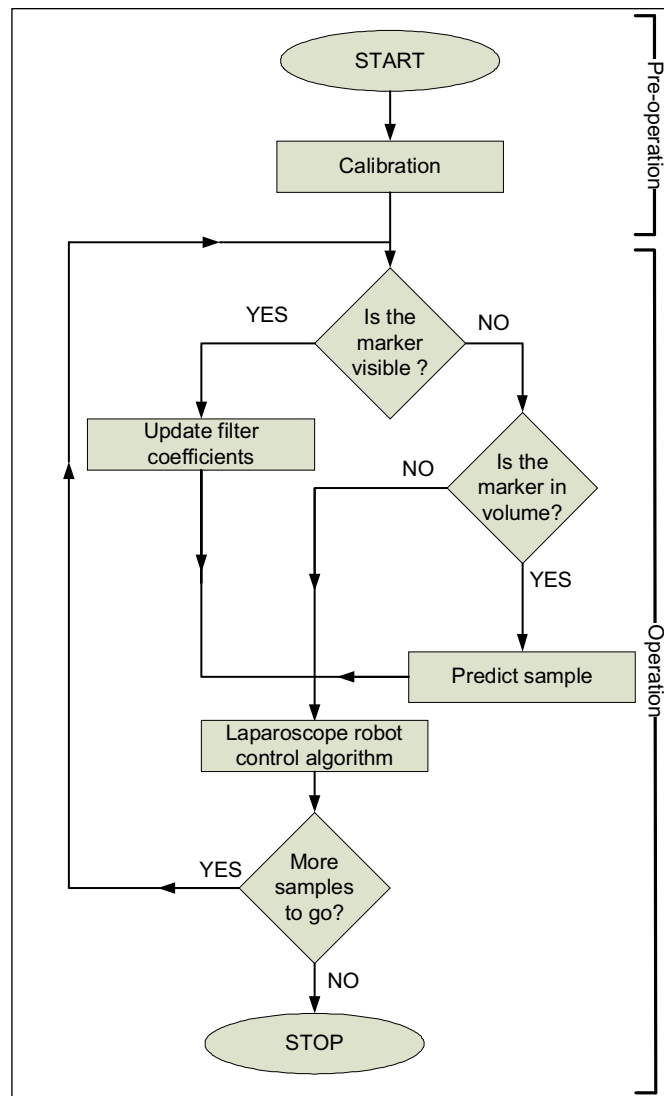 START
Pre-operation
Calibration
YES
Is the
marker
visible ?
NO
Update filter
coefficients
NO
Is the
marker in
volume?
YES
Operation
Predict sample
Laparoscope robot
control algorithm
YES
More
samples
to go?
NO
STOP